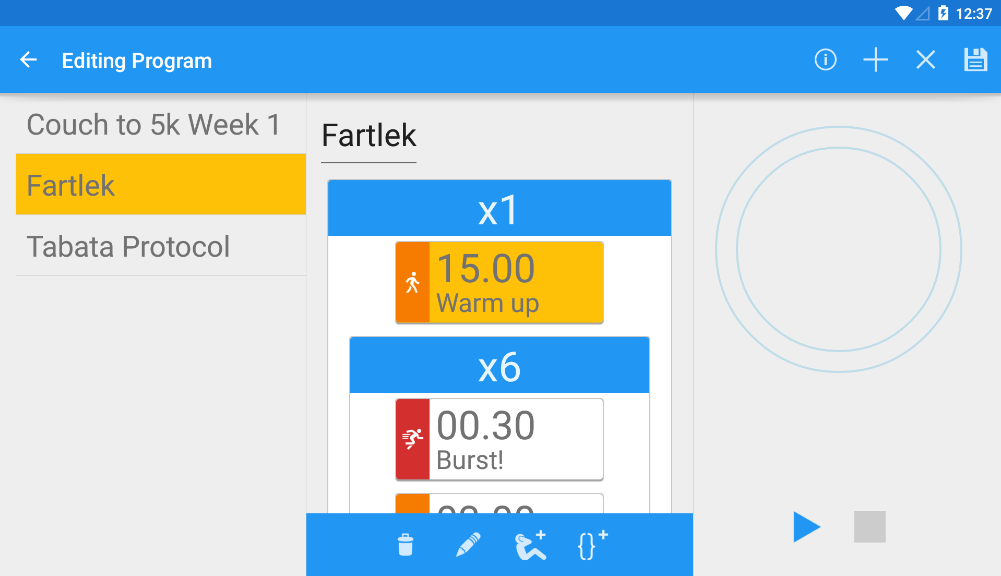 12:37
Editing Program
Couch to 5k Week 1
Fartlek
Tabata Protocol
Fartlek
x1
15.00
Warm up
x6
00.30
Burst!